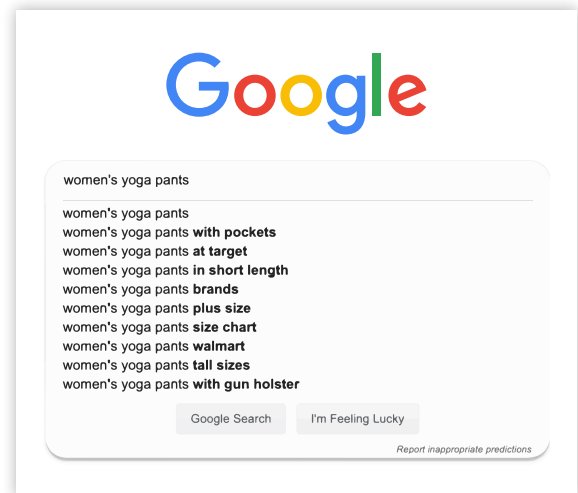 Google
women's yoga pants
women's yoga pants
women's yoga pants with pockets
women's yoga pants at target
women's yoga pants in short length
women's yoga pants brands
women's yoga pants plus size
women's yoga pants size chart
women's yoga pants walmart
women's yoga pants tall sizes
women's yoga pants with gun holster
Google Search I'm Feeling Lucky
Report inappropriate predictions